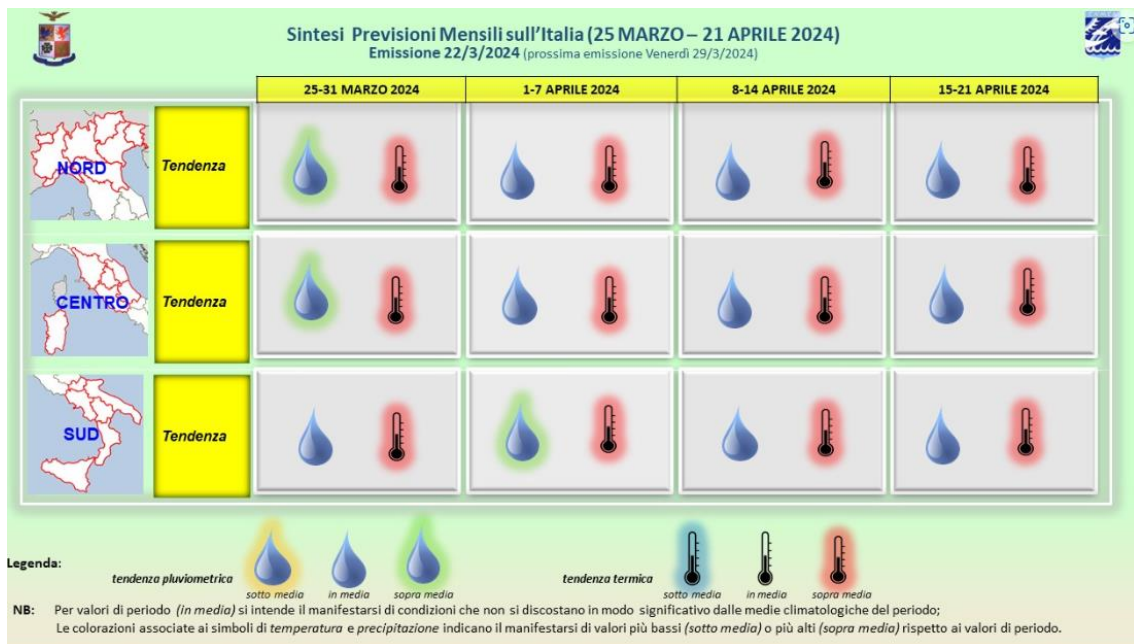 Sintesi Previsioni Mensili sull'Italia (25 MARZO – 21 APRILE 2024)
Emissione 22/3/2024 (prossima emissione Venerdì 29/3/2024)
25-31 MARZO 2024 1-7 APRILE 2024 8-14 APRILE 2024 15-21 APRILE 2024
NORD Tendenza
CENTRO Tendenza
SUD Tendenza
Legenda:
tendenza pluviometrica sotto media in media sopra media tendenza termica sotto media in media sopra media
NB: Per valori di periodo (in media) si intende il manifestarsi di condizioni che non si discostano in modo significativo dalle medie climatologiche del periodo;
Le colorazioni associate ai simboli di temperatura e precipitazione indicano il manifestarsi di valori più bassi (sotto media) o più alti (sopra media) rispetto ai valori di periodo.